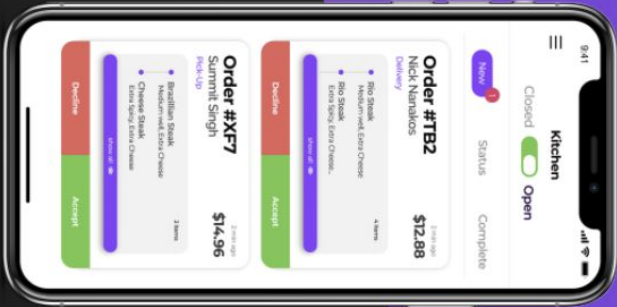 9:41
Kitchen
Closed Open
New 1 Status Complete
Order #TB2
Nick Nanakos
Delivery
2 min ago
$12.88
4 items
Rio Steak
Medium well, Extra Cheese
Rio Steak
Extra Spicy, Extra Cheese...
show all
Decline Accept
Order #XF7
Summit Singh
Pick-Up
2 min ago
$14.96
2 items
Brazillian Steak
Medium well, Extra Cheese
Cheese Steak
Extra Spicy, Extra Cheese
show all
Decline Accept